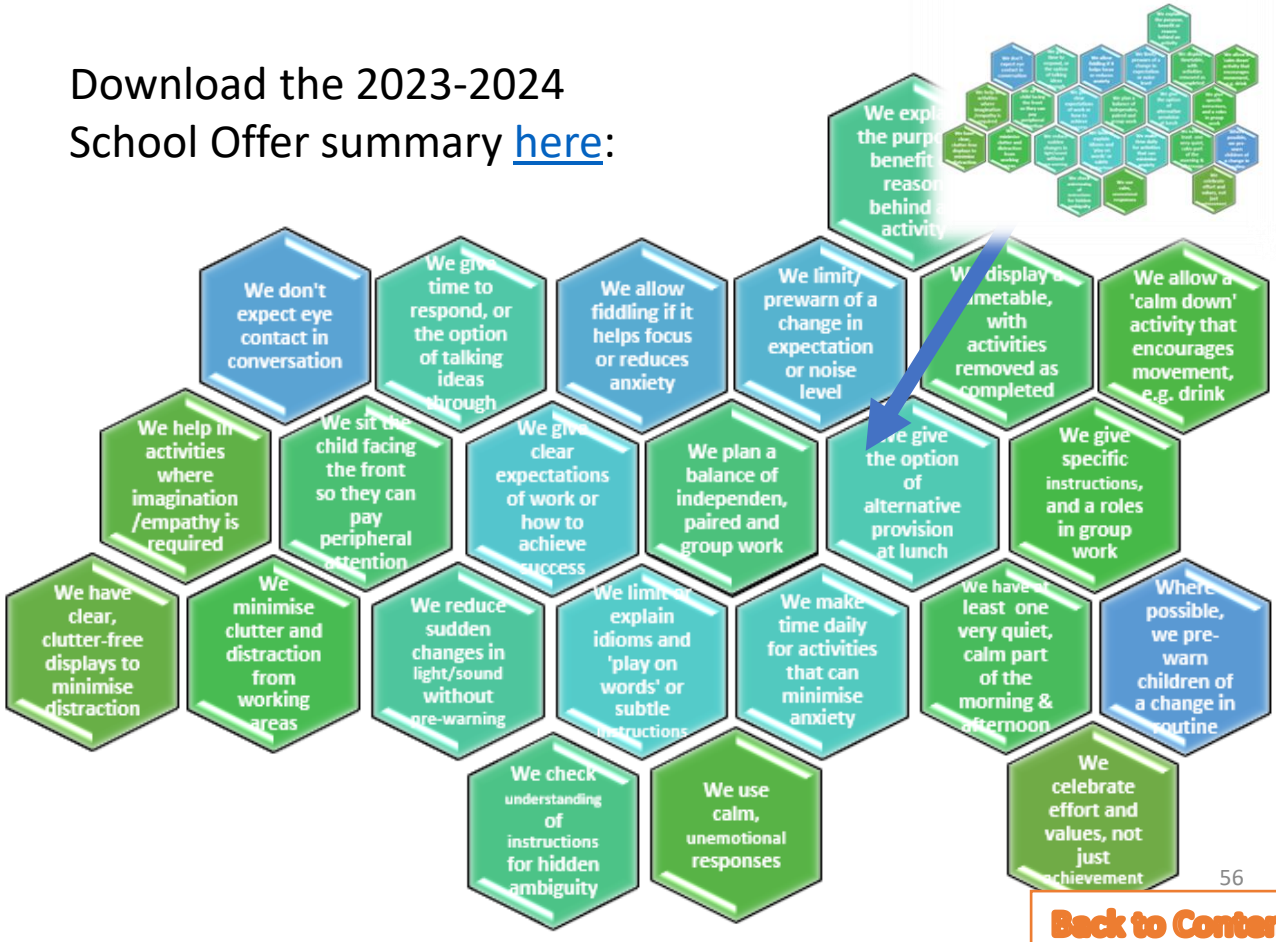 Download the 2023-2024
School Offer summary here:
We expl
the purp
benefit
reason
behind a
activity
We don't
expect eye
contact in
conversation
We give
time to
respond, or
the option
of talking
ideas
through
We allow
fiddling if it
helps focus
or reduces
anxiety
We limit/
prewarn of a
change in
expectation
or noise
level
We display a
timetable,
with
activities
removed as
completed
We allow a
'calm down'
activity that
encourages
movement,
e.g. drink
We help in
activities
where
imagination
/empathy is
required
We sit the
child facing
the front
so they can
pay
peripheral
attention
We give
clear
expectations
of work or
how to
achieve
success
We plan a
balance of
independen,
paired and
group work
We give
the option
of
alternative
provision
at lunch
We give
specific
instructions,
and a roles
in group
work
We have
clear,
clutter-free
displays to
minimise
distraction
We
minimise
clutter and
distraction
from
working
areas
We reduce
sudden
changes in
light/sound
without
pre-warning
We limit or
explain
idioms and
'play on
words' or
subtle
instructions
We make
time daily
for activities
that can
minimise
anxiety
We have at
least one
very quiet,
calm part
of the
morning &
afternoon
Where
possible,
we pre-
warn
children of
a change in
routine
We check
understanding
of
instructions
for hidden
ambiguity
We use
calm,
unemotional
responses
We
celebrate
effort and
values, not
just
achievement
56
Back to Conter